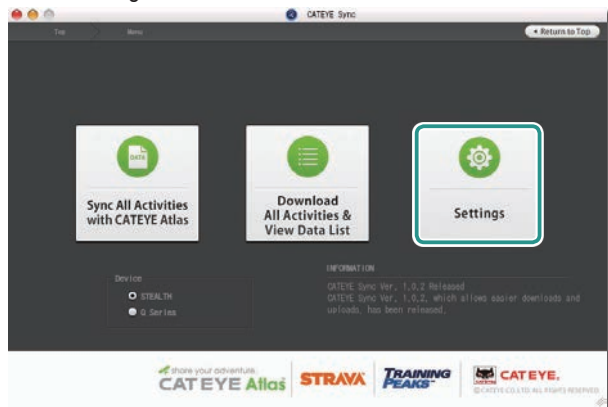 CATEYE Sync
Top
Menu
Return to Top
DATA
Sync All Activities
with CATEYE Atlas
Download
All Activities &
View Data List
Settings
Device
STEALTH
Q Series
INFORMATION
CATEYE Sync Ver. 1.0.2 Released
CATEYE Sync Ver. 1.0.2, which allows easier downloads and
uploads, has been released.
share your adventure.
CATEYE Atlas
STRAVA
TRAINING
PEAKS
CATEYE.
© CATEYE CO.,LTD. ALL RIGHTS RESERVED.